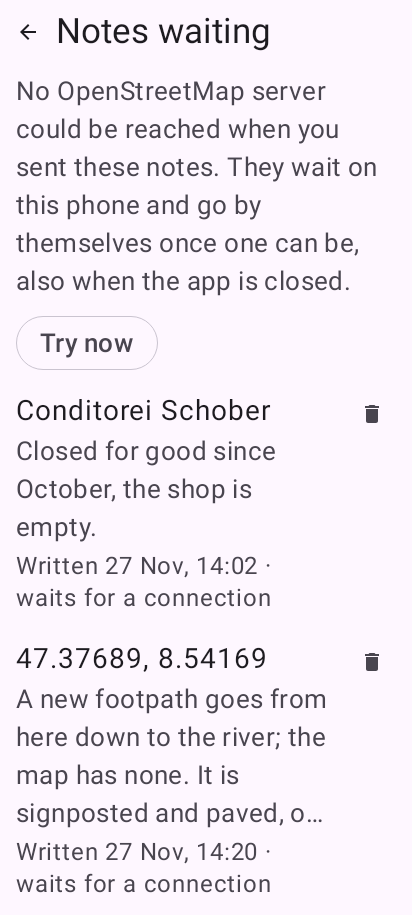 Notes waiting
No OpenStreetMap server
could be reached when you
sent these notes. They wait on
this phone and go by
themselves once one can be,
also when the app is closed.
Try now
Conditorei Schober
Closed for good since
October, the shop is
empty.
Written 27 Nov, 14:02 ·
waits for a connection
47.37689, 8.54169
A new footpath goes from
here down to the river; the
map has none. It is
signposted and paved, o…
Written 27 Nov, 14:20 ·
waits for a connection